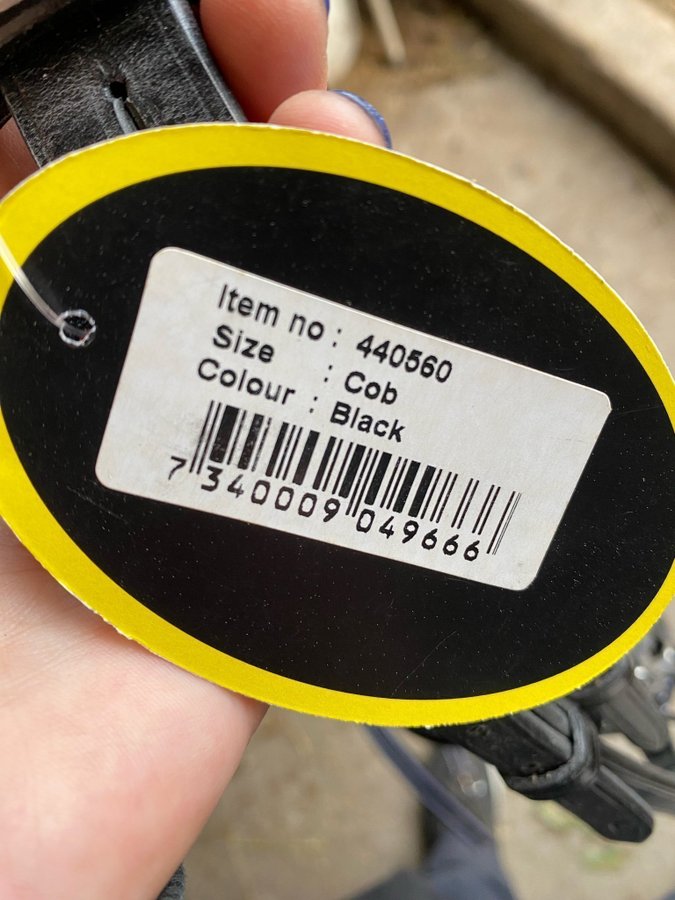 Item no : 440560
Size : Cob
Colour : Black
7 340009 049666